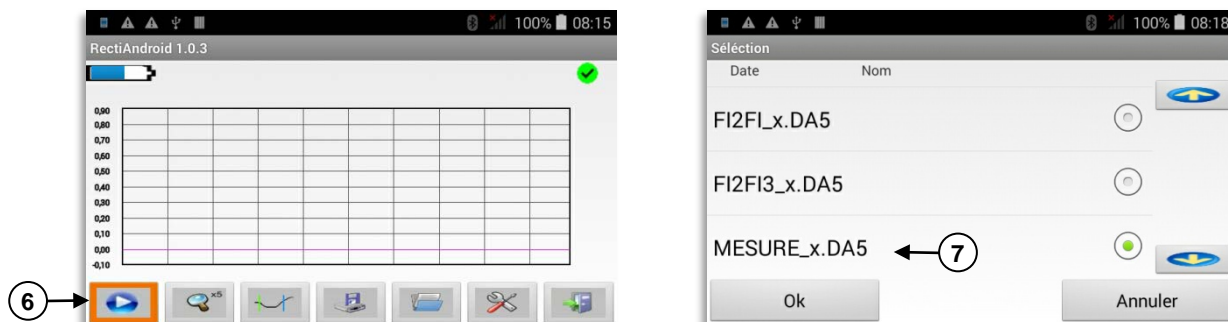 100% 08:15
RectiAndroid 1.0.3
0,90
0,80
0,70
0,60
0,50
0,40
0,30
0,20
0,10
0,00
-0,10
6
x5
100% 08:18
Séléction
Date Nom
FI2FI_x.DA5
FI2FI3_x.DA5
MESURE_x.DA5
7
Ok Annuler